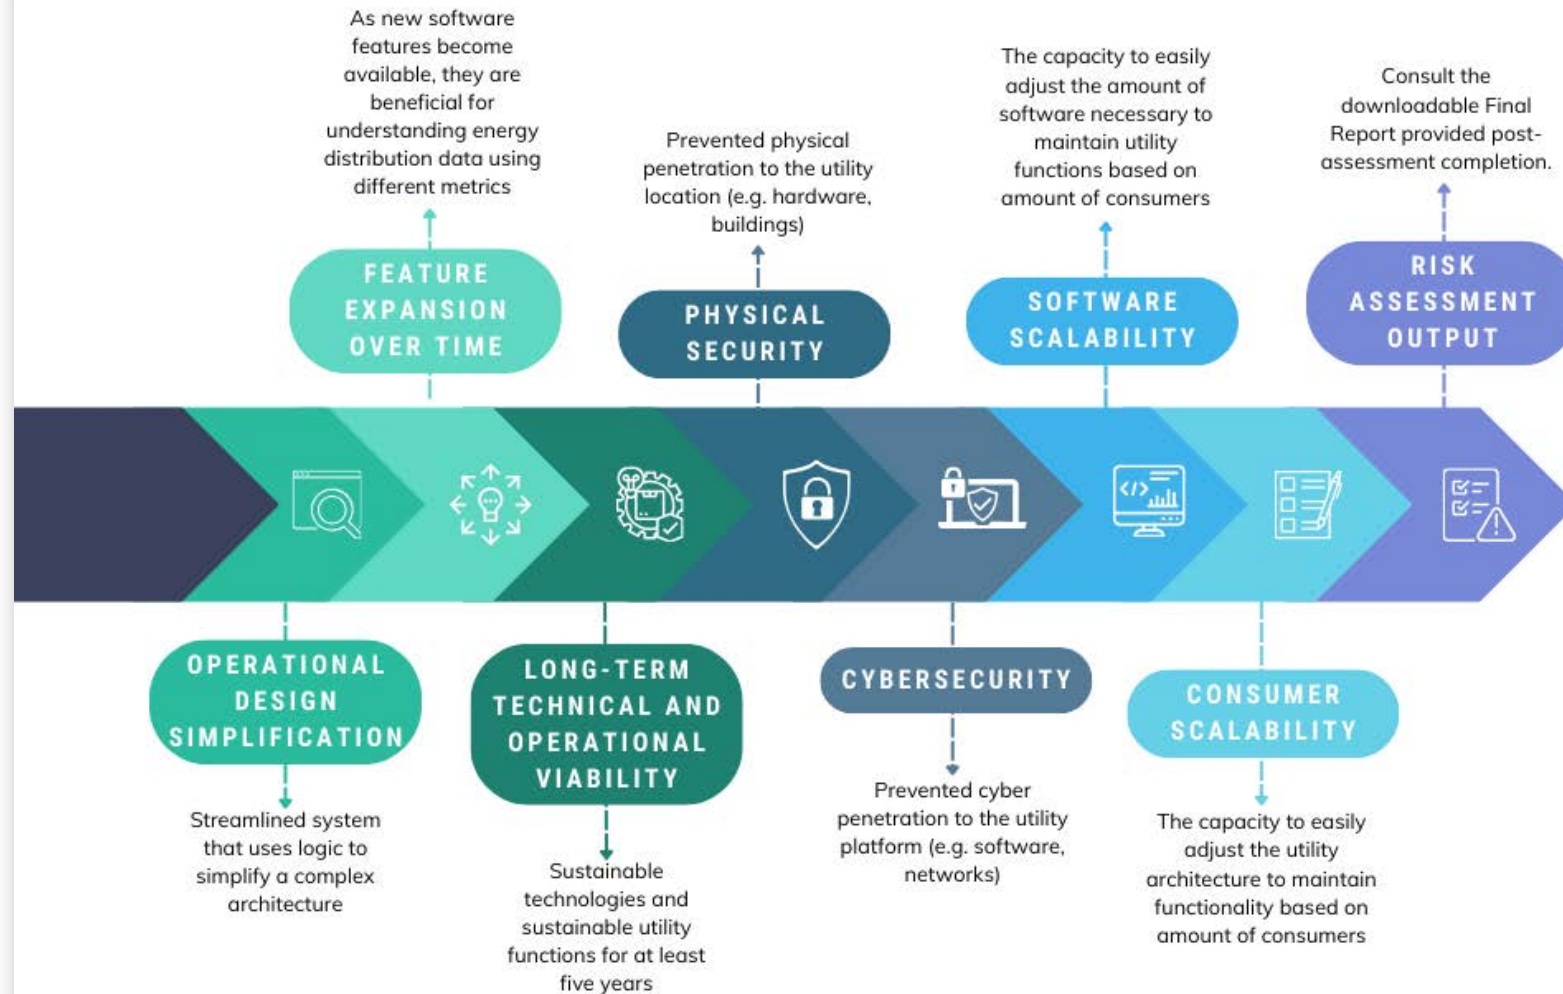 As new software
features become
available, they are
beneficial for
understanding energy
distribution data using
different metrics
FEATURE
EXPANSION
OVER TIME
Prevented physical
penetration to the utility
location (e.g. hardware,
buildings)
PHYSICAL
SECURITY
The capacity to easily
adjust the amount of
software necessary to
maintain utility
functions based on
amount of consumers
SOFTWARE
SCALABILITY
Consult the
downloadable Final
Report provided post-
assessment completion.
RISK
ASSESSMENT
OUTPUT
</>
OPERATIONAL
DESIGN
SIMPLIFICATION
Streamlined system
that uses logic to
simplify a complex
architecture
LONG-TERM
TECHNICAL AND
OPERATIONAL
VIABILITY
Sustainable
technologies and
sustainable utility
functions for at least
five years
CYBERSECURITY
Prevented cyber
penetration to the utility
platform (e.g. software,
networks)
CONSUMER
SCALABILITY
The capacity to easily
adjust the utility
architecture to maintain
functionality based on
amount of consumers